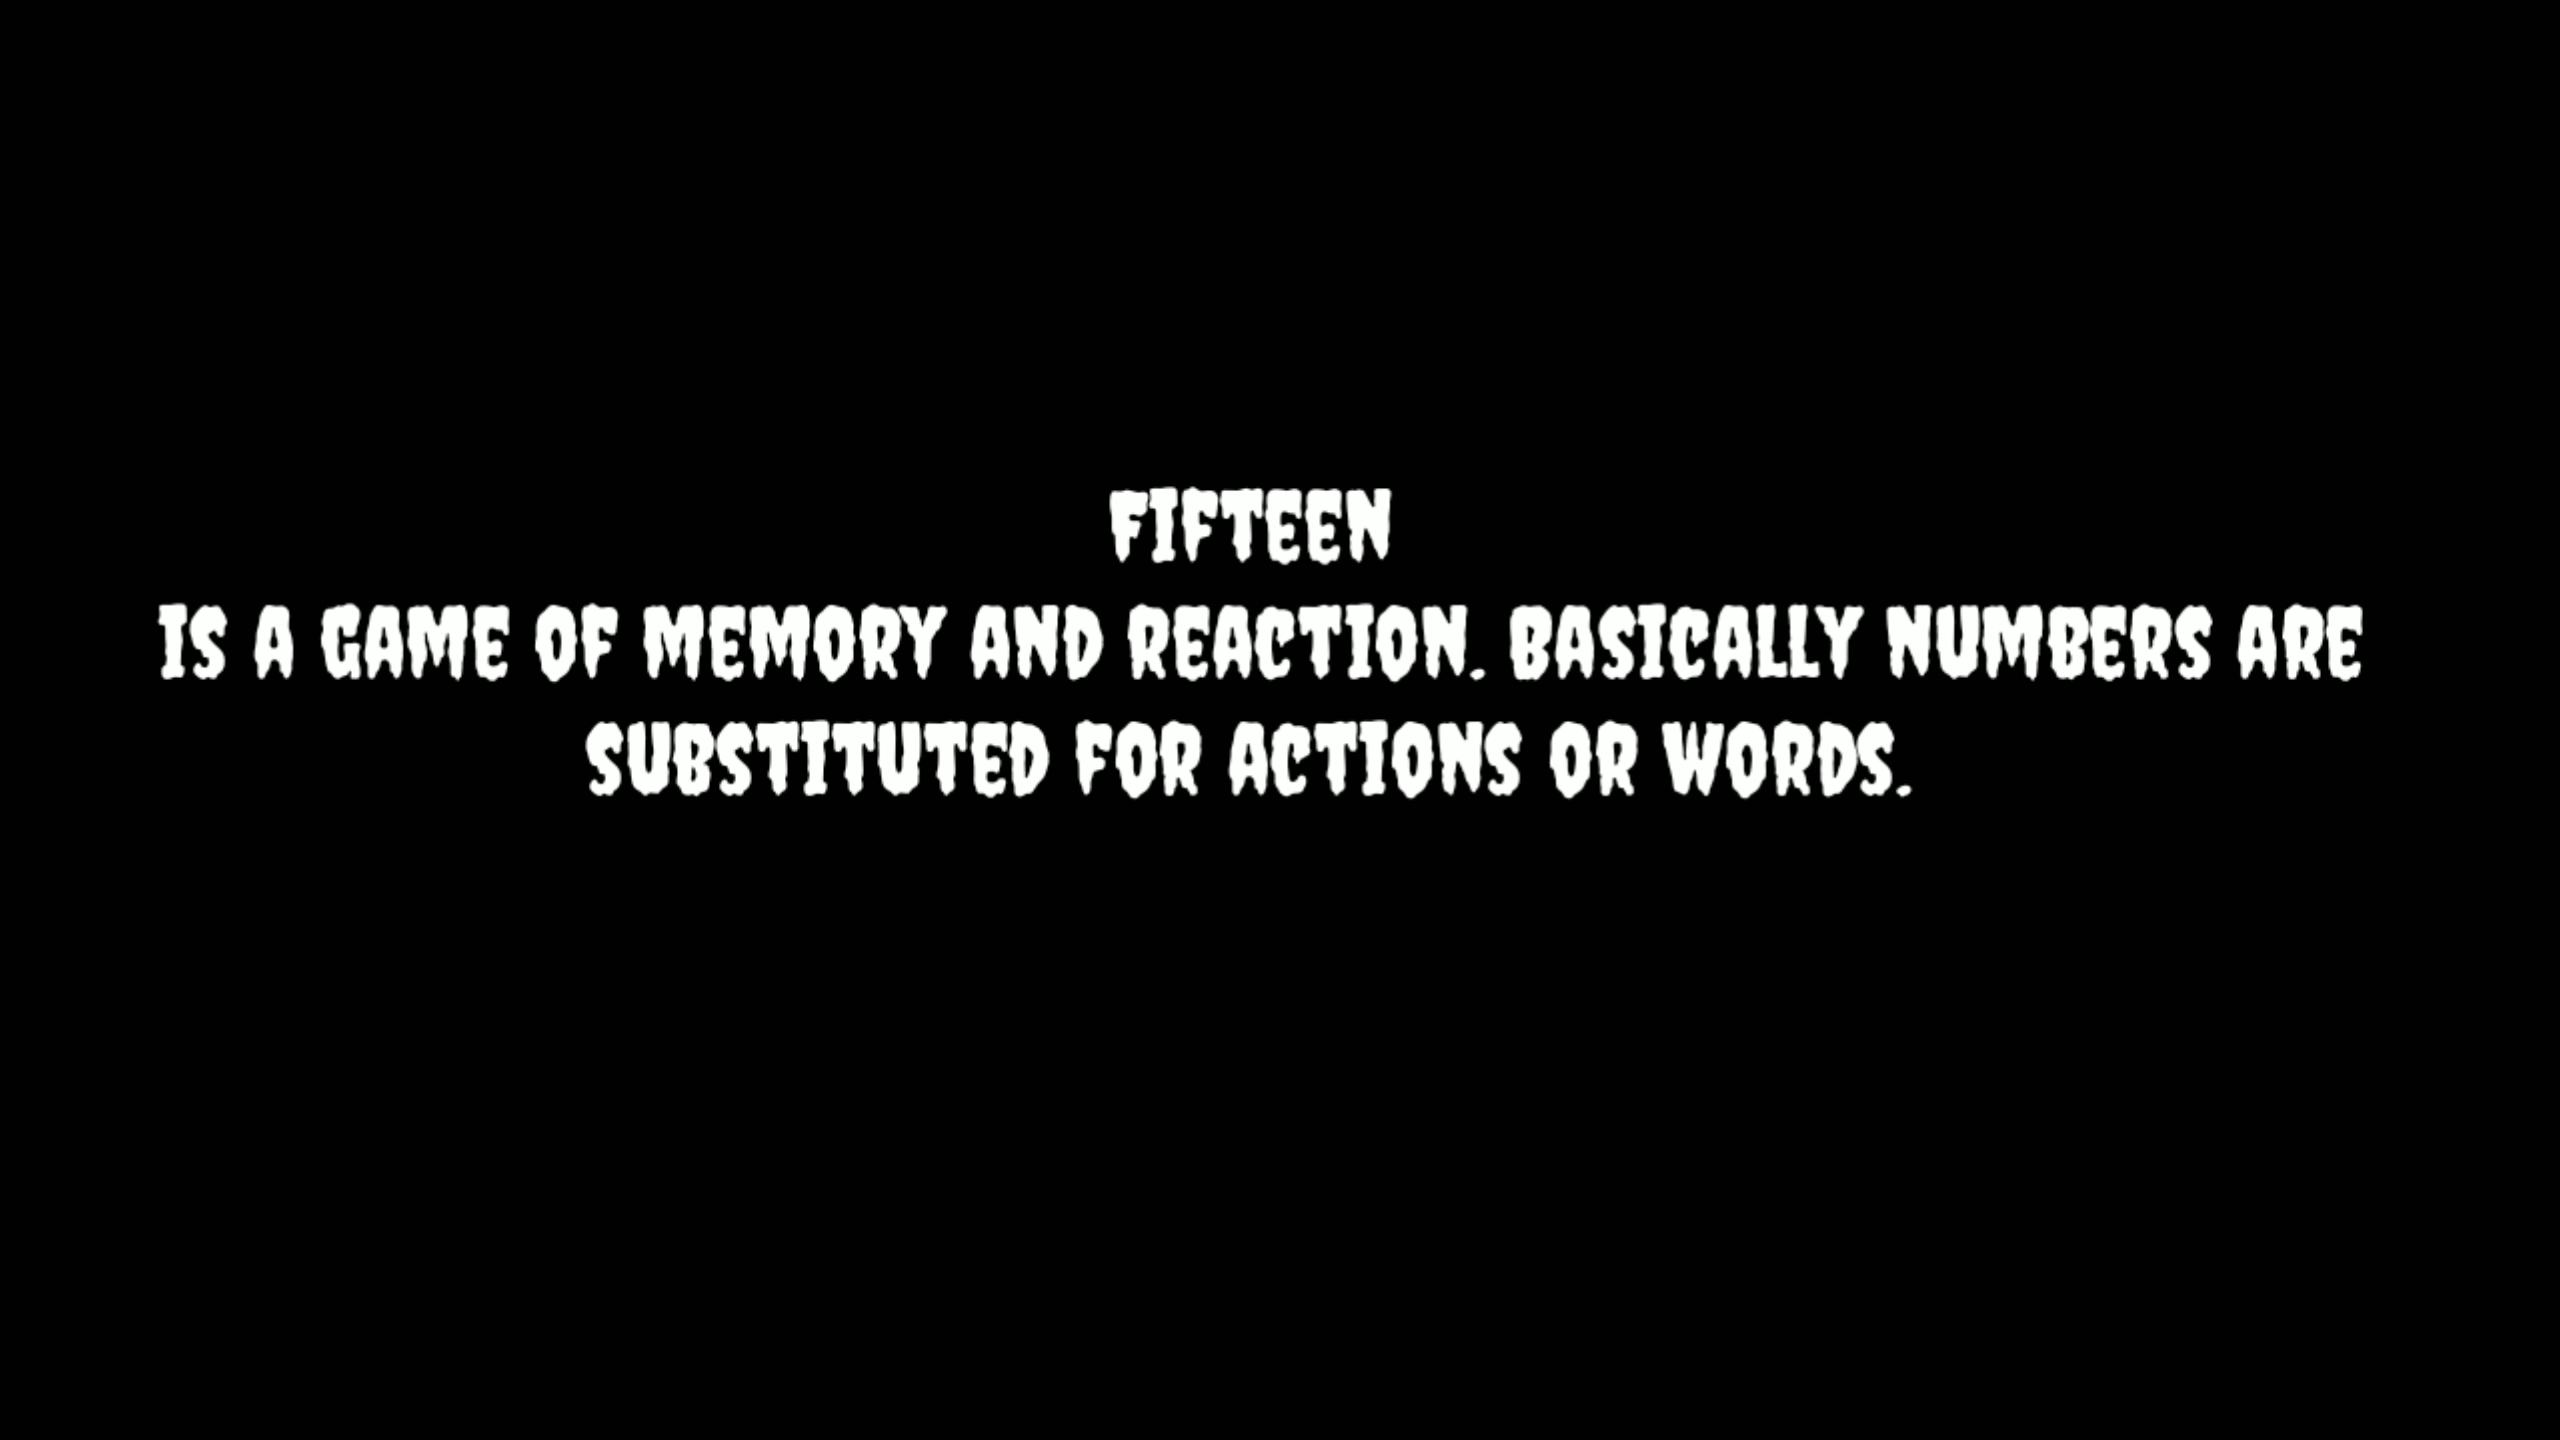 FIFTEEN
IS A GAME OF MEMORY AND REACTION. BASICALLY NUMBERS ARE
SUBSTITUTED FOR ACTIONS OR WORDS.